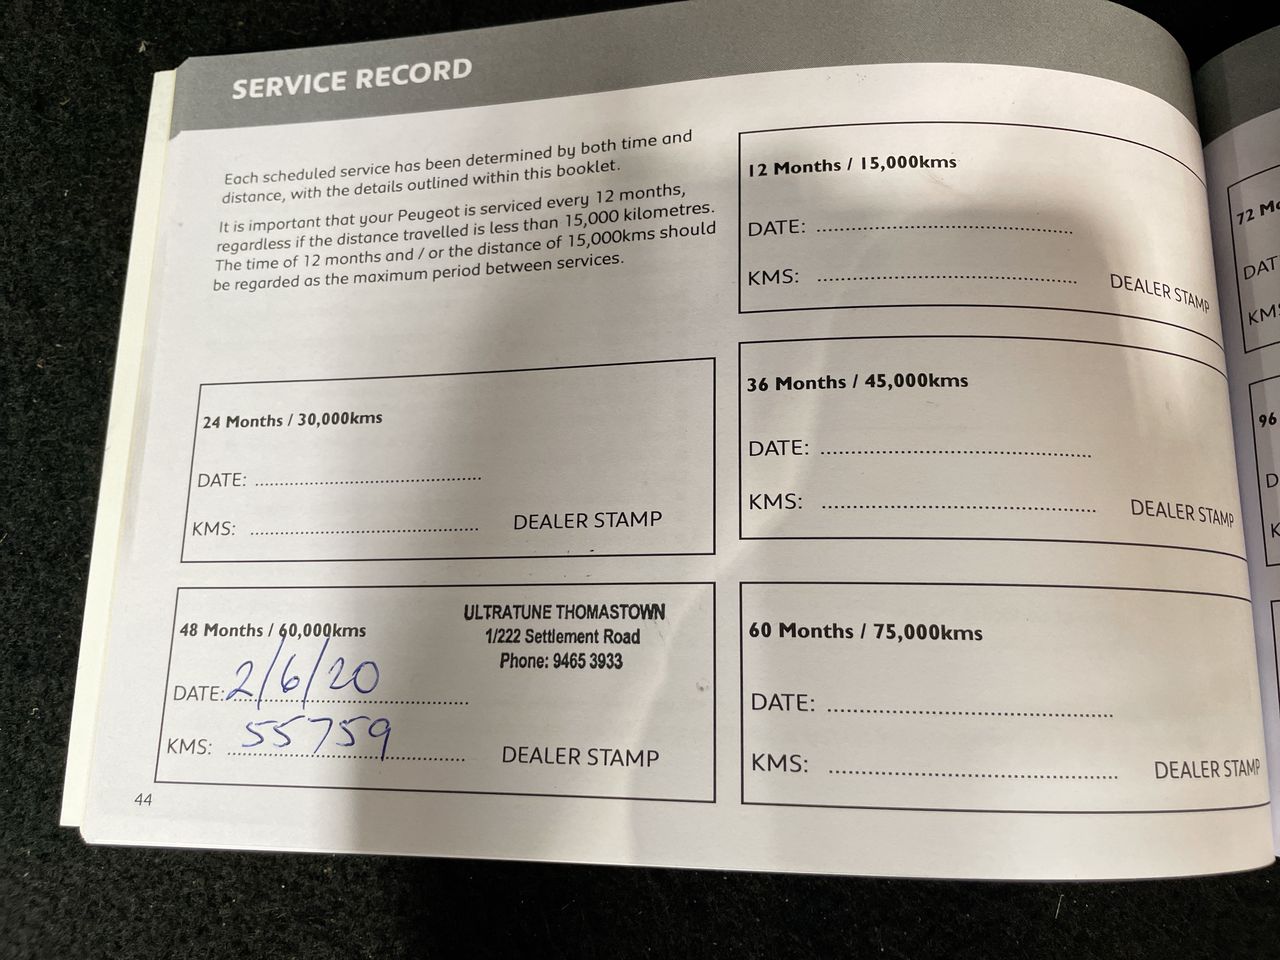 SERVICE RECORD
Each scheduled service has been determined by both time and
distance, with the details outlined within this booklet.
It is important that your Peugeot is serviced every 12 months,
regardless if the distance travelled is less than 15,000 kilometres.
The time of 12 months and / or the distance of 15,000kms should
be regarded as the maximum period between services.
12 Months / 15,000kms
DATE: ..................................................
KMS: ..................................................
DEALER STAMP
24 Months / 30,000kms
DATE: ..................................................
KMS: ..................................................
DEALER STAMP
36 Months / 45,000kms
DATE: ..................................................
KMS: ..................................................
DEALER STAMP
48 Months / 60,000kms
ULTRATUNE THOMASTOWN
1/222 Settlement Road
Phone: 9465 3933
DATE: 2/6/20
KMS: 55759
DEALER STAMP
60 Months / 75,000kms
DATE: ..................................................
KMS: ..................................................
DEALER STAMP
44
72
96